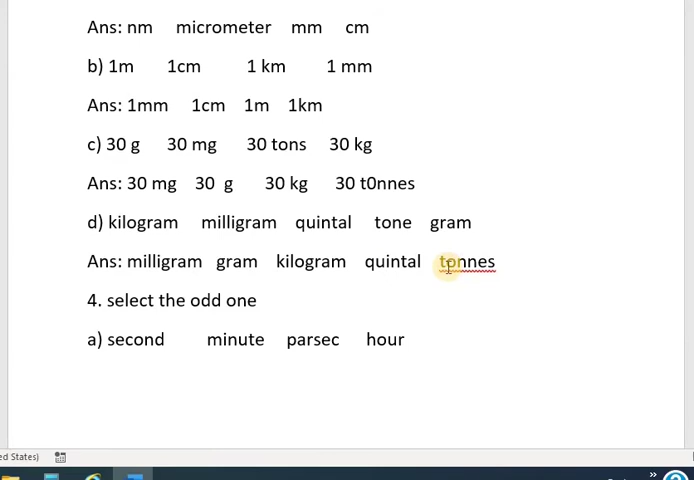 Ans: nm micrometer mm cm
b) 1m 1cm 1 km 1 mm
Ans: 1mm 1cm 1m 1km
c) 30 g 30 mg 30 tons 30 kg
Ans: 30 mg 30 g 30 kg 30 t0nnes
d) kilogram milligram quintal tone gram
Ans: milligram gram kilogram quintal tonnes
4. select the odd one
a) second minute parsec hour
ed States)